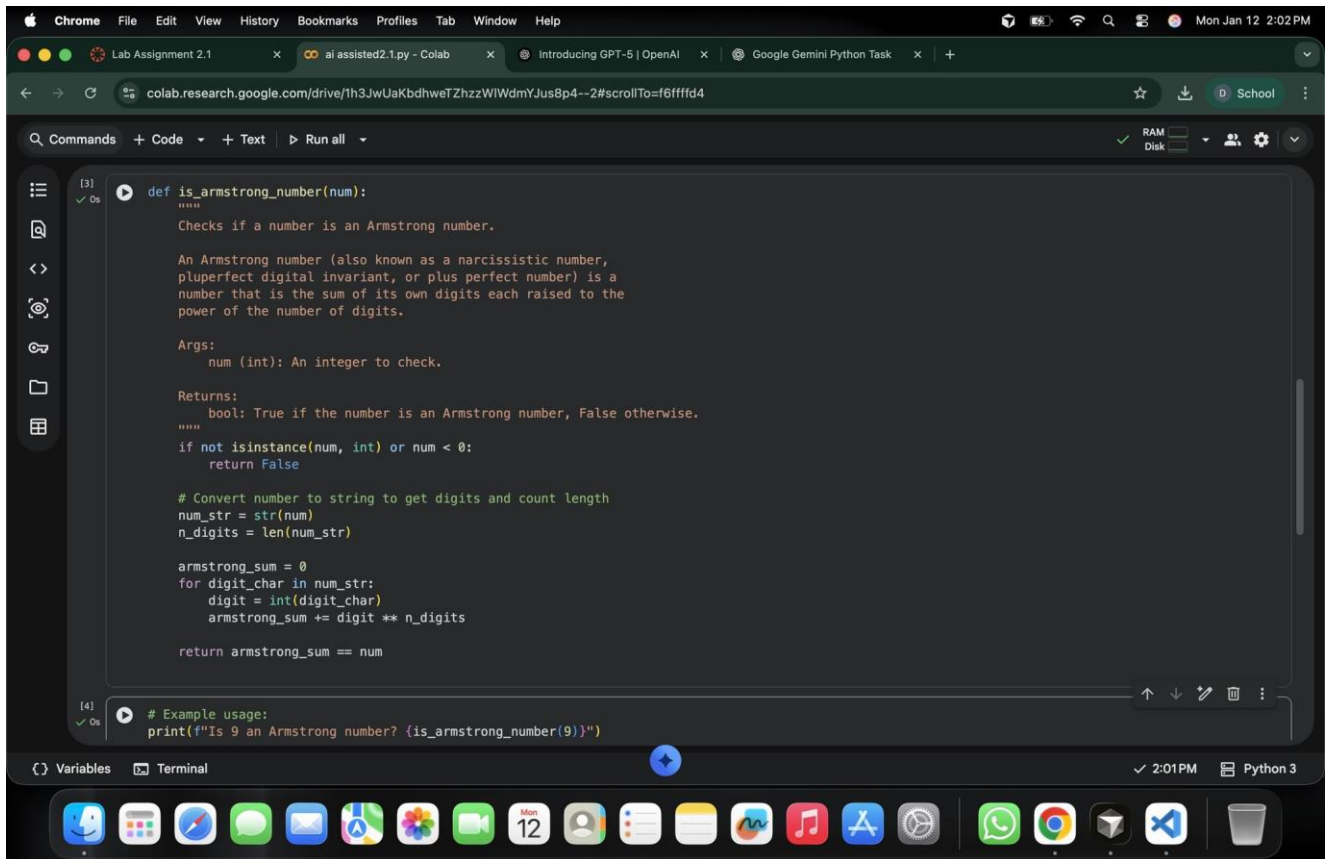 Chrome File Edit View History Bookmarks Profiles Tab Window Help Mon Jan 12 2:02 PM
Lab Assignment 2.1 ai assisted2.1.py - Colab Introducing GPT-5 | OpenAI Google Gemini Python Task
colab.research.google.com/drive/1h3JwUaKbdhweTZhzzWlWdmYJus8p4--2#scrollTo=f6ffffd4 D School
Commands + Code + Text Run all RAM
Disk
[3] def is_armstrong_number(num):
0s """
Checks if a number is an Armstrong number.
An Armstrong number (also known as a narcissistic number,
pluperfect digital invariant, or plus perfect number) is a
number that is the sum of its own digits each raised to the
power of the number of digits.
Args:
num (int): An integer to check.
Returns:
bool: True if the number is an Armstrong number, False otherwise.
"""
if not isinstance(num, int) or num < 0:
return False
# Convert number to string to get digits and count length
num_str = str(num)
n_digits = len(num_str)
armstrong_sum = 0
for digit_char in num_str:
digit = int(digit_char)
armstrong_sum += digit ** n_digits
return armstrong_sum == num
[4] # Example usage:
0s print(f"Is 9 an Armstrong number? {is_armstrong_number(9)}")
{} Variables Terminal 2:01 PM Python 3
Mon
12